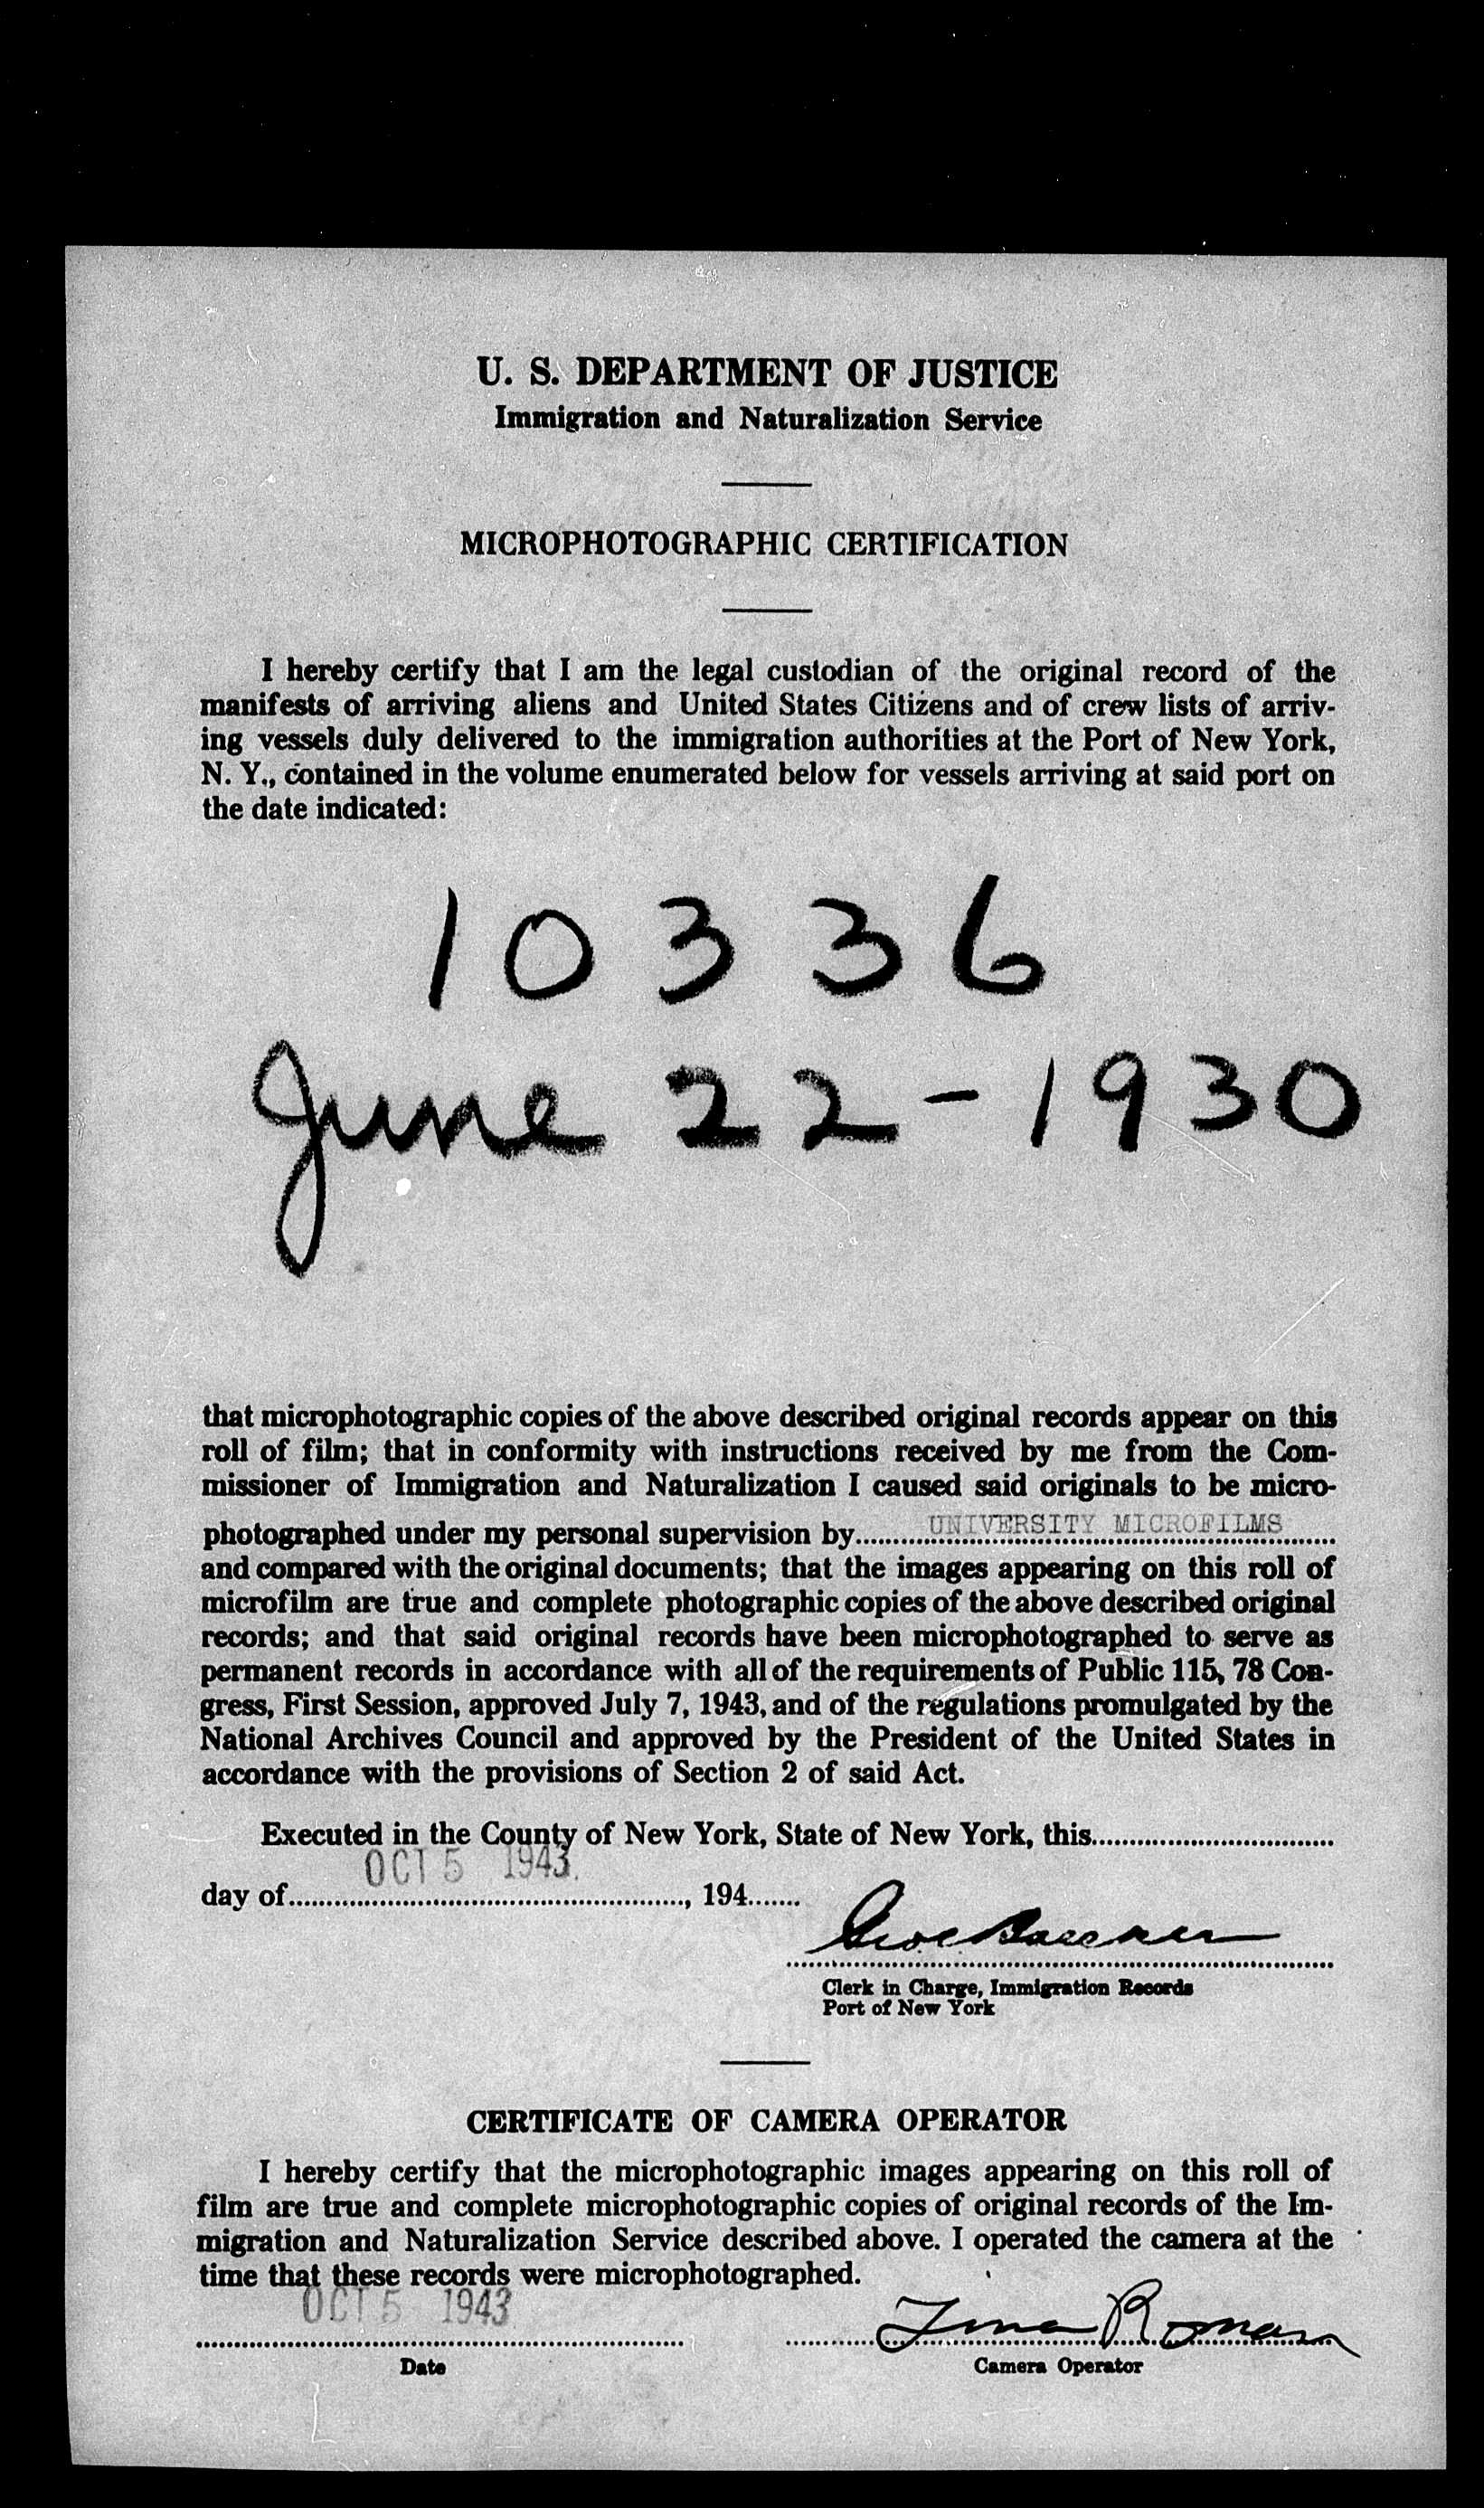 U. S. DEPARTMENT OF JUSTICE
Immigration and Naturalization Service
MICROPHOTOGRAPHIC CERTIFICATION
I hereby certify that I am the legal custodian of the original record of the
manifests of arriving aliens and United States Citizens and of crew lists of arriv-
ing vessels duly delivered to the immigration authorities at the Port of New York,
N. Y., contained in the volume enumerated below for vessels arriving at said port on
the date indicated:
10336
June 22-1930
that microphotographic copies of the above described original records appear on this
roll of film; that in conformity with instructions received by me from the Com-
missioner of Immigration and Naturalization I caused said originals to be micro-
photographed under my personal supervision by UNIVERSITY MICROFILMS
and compared with the original documents; that the images appearing on this roll of
microfilm are true and complete photographic copies of the above described original
records; and that said original records have been microphotographed to serve as
permanent records in accordance with all of the requirements of Public 115, 78 Con-
gress, First Session, approved July 7, 1943, and of the regulations promulgated by the
National Archives Council and approved by the President of the United States in
accordance with the provisions of Section 2 of said Act.
Executed in the County of New York, State of New York, this
OCT 5 1943
day of , 194
Clerk in Charge, Immigration Records
Port of New York
CERTIFICATE OF CAMERA OPERATOR
I hereby certify that the microphotographic images appearing on this roll of
film are true and complete microphotographic copies of original records of the Im-
migration and Naturalization Service described above. I operated the camera at the
time that these records were microphotographed.
OCT 5 1943
Roman
Date
Camera Operator